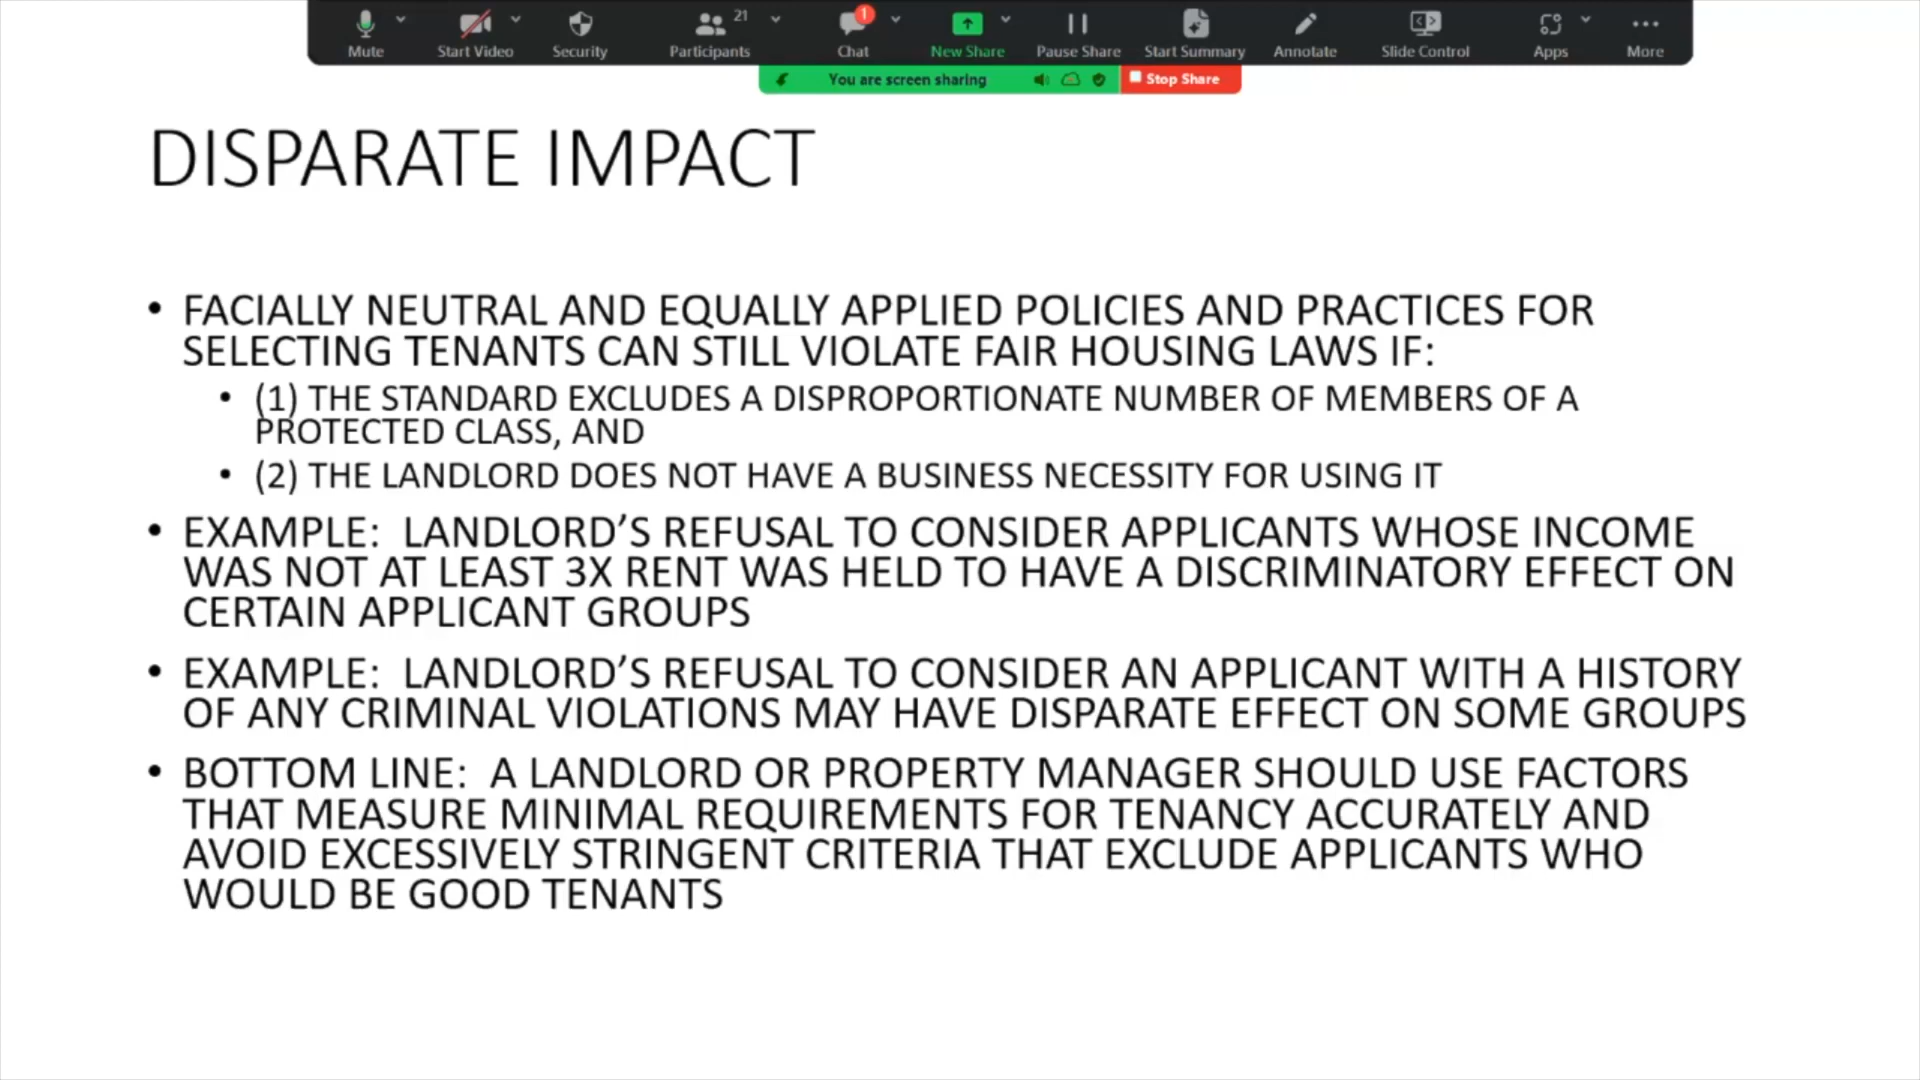 21
1
Mute
Start Video
Security
Participants
Chat
New Share
Pause Share
Start Summary
Annotate
Slide Control
Apps
More
You are screen sharing
Stop Share
DISPARATE IMPACT
• FACIALLY NEUTRAL AND EQUALLY APPLIED POLICIES AND PRACTICES FOR
SELECTING TENANTS CAN STILL VIOLATE FAIR HOUSING LAWS IF:
• (1) THE STANDARD EXCLUDES A DISPROPORTIONATE NUMBER OF MEMBERS OF A
PROTECTED CLASS, AND
• (2) THE LANDLORD DOES NOT HAVE A BUSINESS NECESSITY FOR USING IT
• EXAMPLE: LANDLORD’S REFUSAL TO CONSIDER APPLICANTS WHOSE INCOME
WAS NOT AT LEAST 3X RENT WAS HELD TO HAVE A DISCRIMINATORY EFFECT ON
CERTAIN APPLICANT GROUPS
• EXAMPLE: LANDLORD’S REFUSAL TO CONSIDER AN APPLICANT WITH A HISTORY
OF ANY CRIMINAL VIOLATIONS MAY HAVE DISPARATE EFFECT ON SOME GROUPS
• BOTTOM LINE: A LANDLORD OR PROPERTY MANAGER SHOULD USE FACTORS
THAT MEASURE MINIMAL REQUIREMENTS FOR TENANCY ACCURATELY AND
AVOID EXCESSIVELY STRINGENT CRITERIA THAT EXCLUDE APPLICANTS WHO
WOULD BE GOOD TENANTS